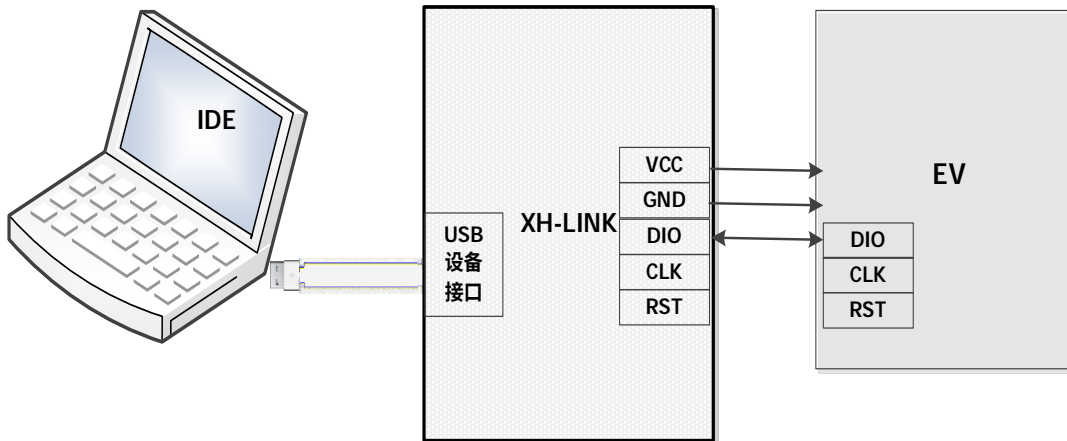 IDE
USB
设备
接口
XH-LINK
VCC
GND
DIO
CLK
RST
EV
DIO
CLK
RST